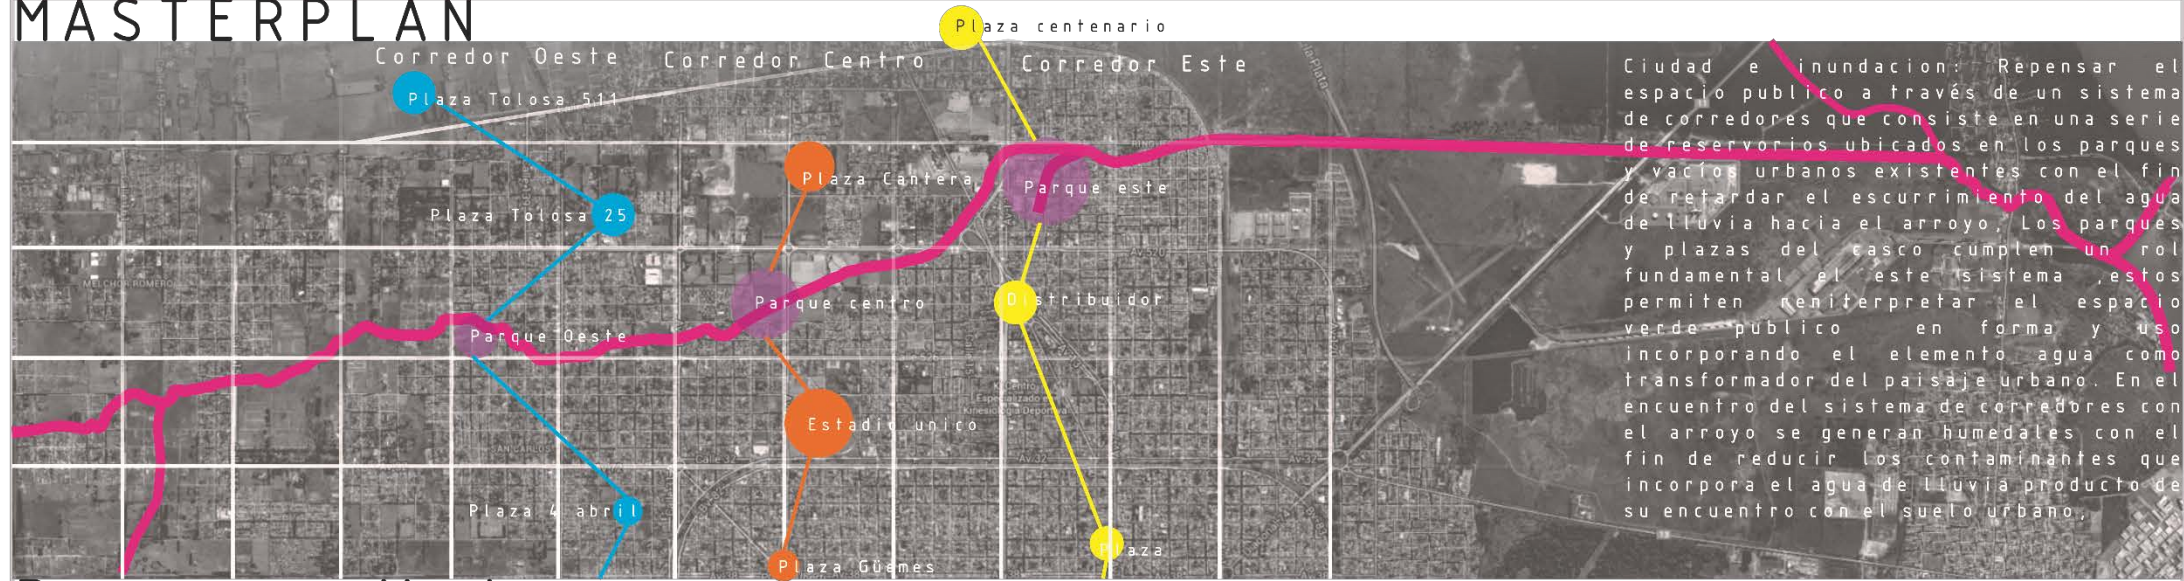 MASTERPLAN
Plaza centenario
Corredor Oeste
Corredor Centro
Corredor Este
Plaza Tolosa 511
Plaza Cantera
Parque este
Plaza Tolosa 25
MELCHOR ROMERO
Parque centro
Distribuidor
Parque Oeste
Estadio unico
SAN CARLOS
Av-32
Plaza 4 abril
Plaza
Plaza Güemes
Ciudad e inundacion: Repensar el
espacio publico a través de un sistema
de corredores que consiste en una serie
de reservorios ubicados en los parques
y vacíos urbanos existentes con el fin
de retardar el escurrimiento del agua
de lluvia hacia el arroyo, Los parques
y plazas del casco cumplen un rol
fundamental el este sistema ,estos
permiten reniterpretar el espacio
verde publico en forma y uso
incorporando el elemento agua como
transformador del paisaje urbano. En el
encuentro del sistema de corredores con
el arroyo se generan humedales con el
fin de reducir los contaminantes que
incorpora el agua de lluvia producto de
su encuentro con el suelo urbano,